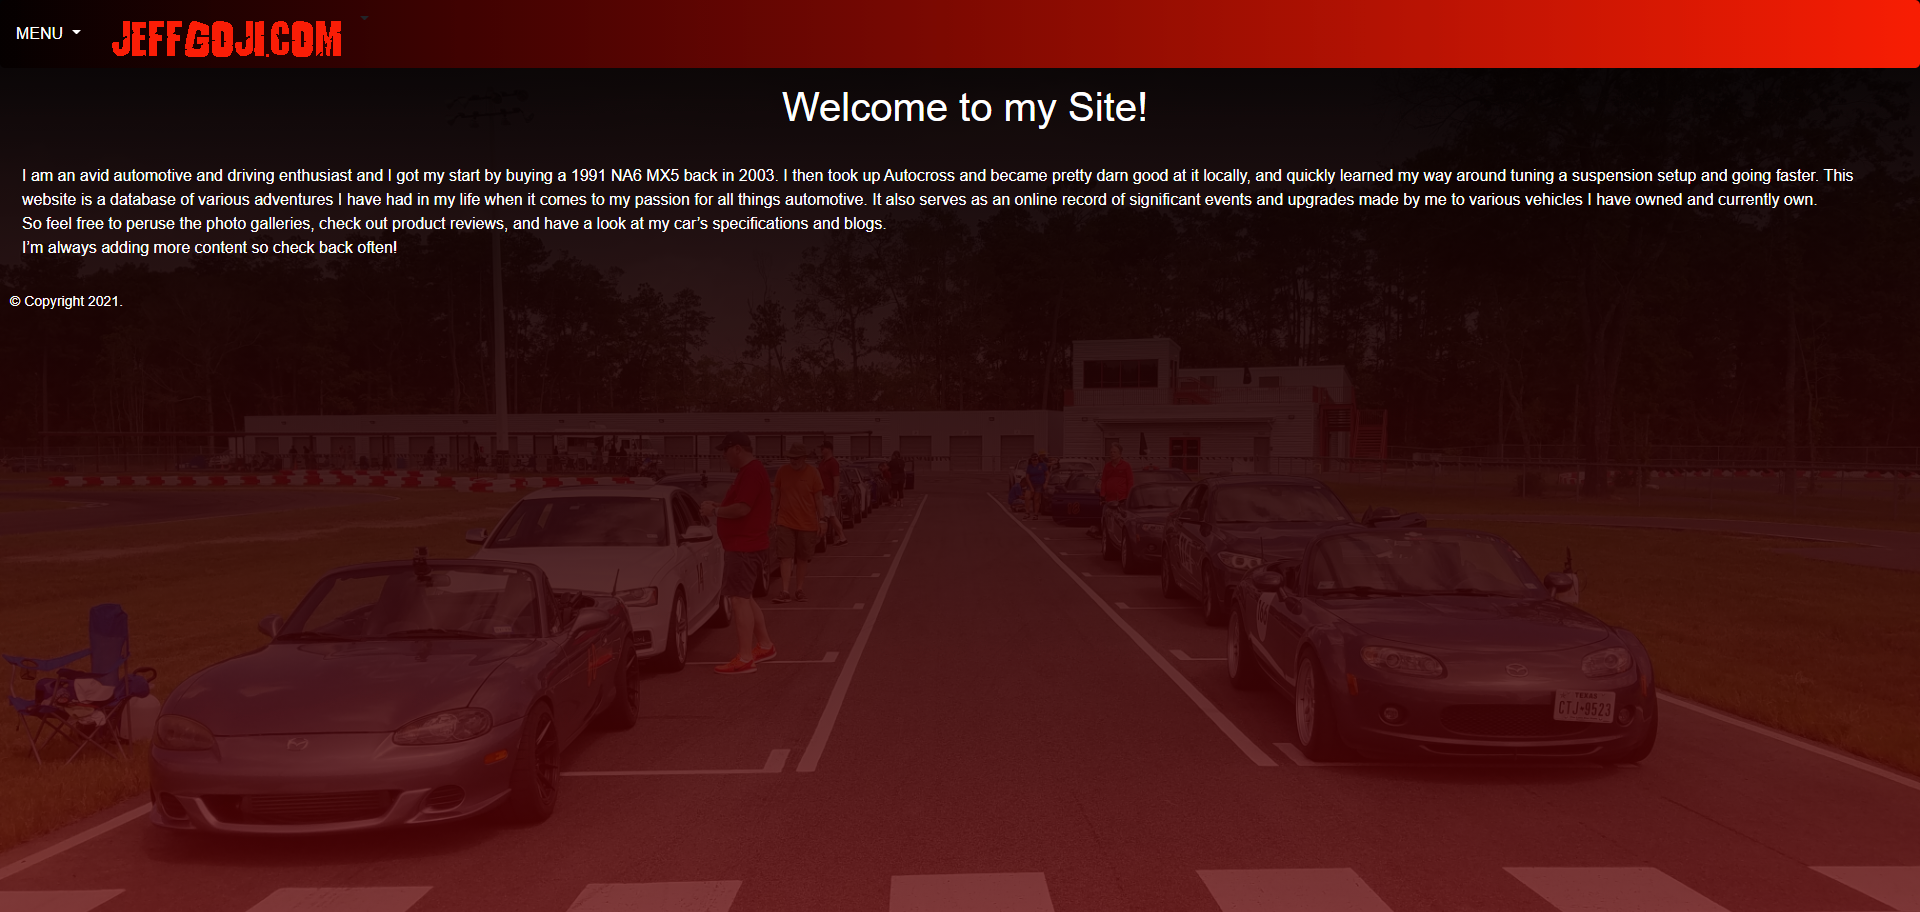 MENU
JEFFGOJI.COM
Welcome to my Site!
I am an avid automotive and driving enthusiast and I got my start by buying a 1991 NA6 MX5 back in 2003. I then took up Autocross and became pretty darn good at it locally, and quickly learned my way around tuning a suspension setup and going faster. This
website is a database of various adventures I have had in my life when it comes to my passion for all things automotive. It also serves as an online record of significant events and upgrades made by me to various vehicles I have owned and currently own.
So feel free to peruse the photo galleries, check out product reviews, and have a look at my car’s specifications and blogs.
I’m always adding more content so check back often!
© Copyright 2021.
TEXAS
CTJ-9523